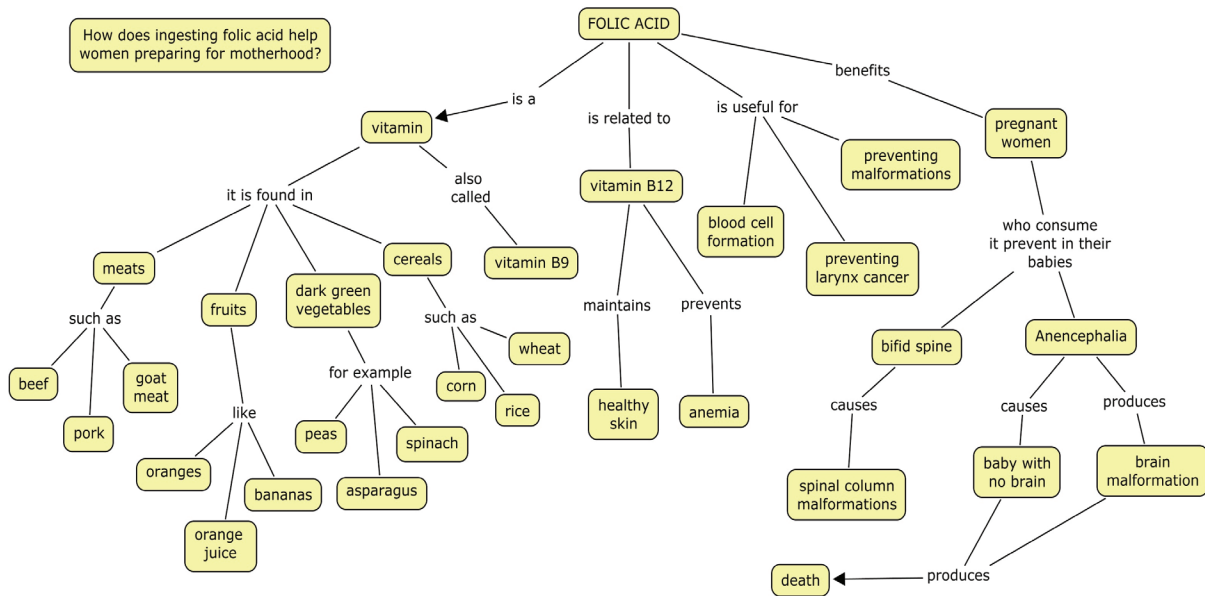 How does ingesting folic acid help
women preparing for motherhood?
FOLIC ACID
is a
is related to
is useful for
benefits
vitamin
pregnant
women
it is found in
also
called
vitamin B9
vitamin B12
blood cell
formation
preventing
larynx cancer
preventing
malformations
who consume
it prevent in their
babies
meats
fruits
dark green
vegetables
cereals
such as
beef
pork
goat
meat
like
oranges
orange
juice
bananas
for example
peas
asparagus
spinach
such as
corn
rice
wheat
maintains
prevents
healthy
skin
anemia
bifid spine
Anencephalia
causes
spinal column
malformations
causes
produces
baby with
no brain
brain
malformation
produces
death